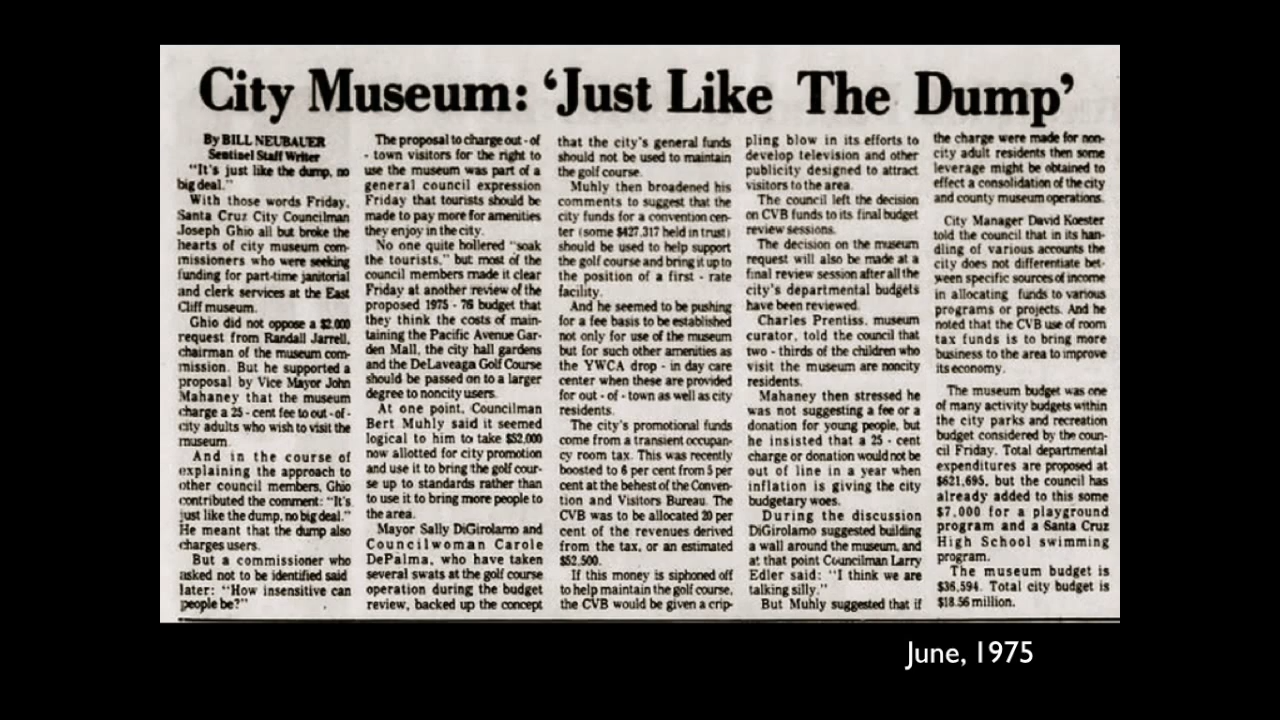 City Museum: 'Just Like The Dump'
By BILL NEUBAUER
Sentinel Staff Writer
"It's just like the dump, no
big deal."
With those words Friday,
Santa Cruz City Councilman
Joseph Ghio all but broke the
hearts of city museum com-
missioners who were seeking
funding for part-time janitorial
and clerk services at the East
Cliff museum.
Ghio did not oppose a $2,000
request from Randall Jarrell,
chairman of the museum com-
mission. But he supported a
proposal by Vice Mayor John
Mahaney that the museum
charge a 25 - cent fee to out - of -
city adults who wish to visit the
museum.
And in the course of
explaining the approach to
other council members, Ghio
contributed the comment: "It's
just like the dump, no big deal."
He meant that the dump also
charges users.
But a commissioner who
asked not to be identified said
later: "How insensitive can
people be?"
The proposal to charge out - of
- town visitors for the right to
use the museum was part of a
general council expression
Friday that tourists should be
made to pay more for amenities
they enjoy in the city.
No one quite hollered "soak
the tourists," but most of the
council members made it clear
Friday at another review of the
proposed 1975 - 76 budget that
they think the costs of main-
taining the Pacific Avenue Gar-
den Mall, the city hall gardens
and the DeLaveaga Golf Course
should be passed on to a larger
degree to noncity users.
At one point, Councilman
Bert Muhly said it seemed
logical to him to take $52,000
now allotted for city promotion
and use it to bring the golf cour-
se up to standards rather than
to use it to bring more people to
the area.
Mayor Sally DiGirolamo and
Councilwoman Carole
DePalma, who have taken
several swats at the golf course
operation during the budget
review, backed up the concept
that the city's general funds
should not be used to maintain
the golf course.
Muhly then broadened his
comments to suggest that the
city funds for a convention cen-
ter (some $427,317 held in trust)
should be used to help support
the golf course and bring it up to
the position of a first - rate
facility.
And he seemed to be pushing
for a fee basis to be established
not only for use of the museum
but for such other amenities as
the YWCA drop - in day care
center when these are provided
for out - of - town as well as city
residents.
The city's promotional funds
come from a transient occupan-
cy room tax. This was recently
boosted to 6 per cent from 5 per
cent at the behest of the Conven-
tion and Visitors Bureau. The
CVB was to be allocated 20 per
cent of the revenues derived
from the tax, or an estimated
$52,500.
If this money is siphoned off
to help maintain the golf course,
the CVB would be given a crip-
pling blow in its efforts to
develop television and other
publicity designed to attract
visitors to the area.
The council left the decision
on CVB funds to its final budget
review sessions.
The decision on the museum
request will also be made at a
final review session after all the
city's departmental budgets
have been reviewed.
Charles Prentiss, museum
curator, told the council that
two - thirds of the children who
visit the museum are noncity
residents.
Mahaney then stressed he
was not suggesting a fee or a
donation for young people, but
he insisted that a 25 - cent
charge or donation would not be
out of line in a year when
inflation is giving the city
budgetary woes.
During the discussion
DiGirolamo suggested building
a wall around the museum, and
at that point Councilman Larry
Edler said: "I think we are
talking silly."
But Muhly suggested that if
the charge were made for non-
city adult residents then some
leverage might be obtained to
effect a consolidation of the city
and county museum operations.
City Manager David Koester
told the council that in its han-
dling of various accounts the
city does not differentiate bet-
ween specific sources of income
in allocating funds to various
programs or projects. And he
noted that the CVB use of room
tax funds is to bring more
business to the area to improve
its economy.
The museum budget was one
of many activity budgets within
the city parks and recreation
budget considered by the coun-
cil Friday. Total departmental
expenditures are proposed at
$621,695, but the council has
already added to this some
$7,000 for a playground
program and a Santa Cruz
High School swimming
program.
The museum budget is
$36,594. Total city budget is
$18.56 million.
June, 1975